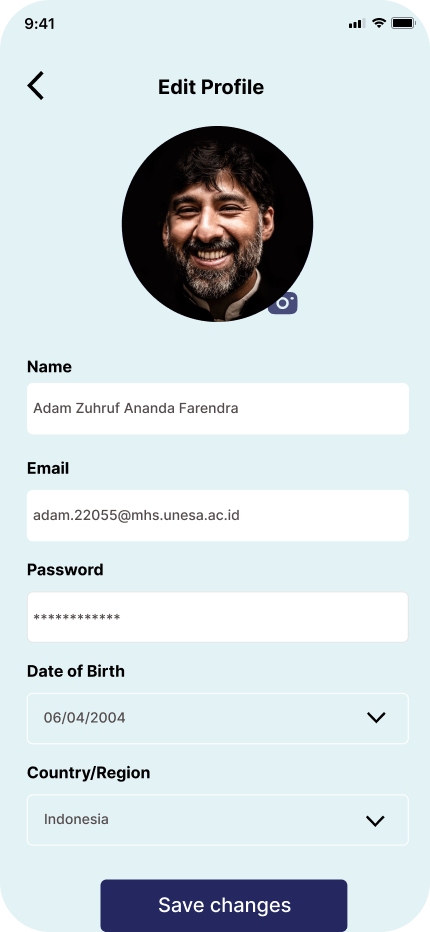 9:41
Edit Profile
Name
Adam Zuhruf Ananda Farendra
Email
adam.22055@mhs.unesa.ac.id
Password
************
Date of Birth
06/04/2004
Country/Region
Indonesia
Save changes